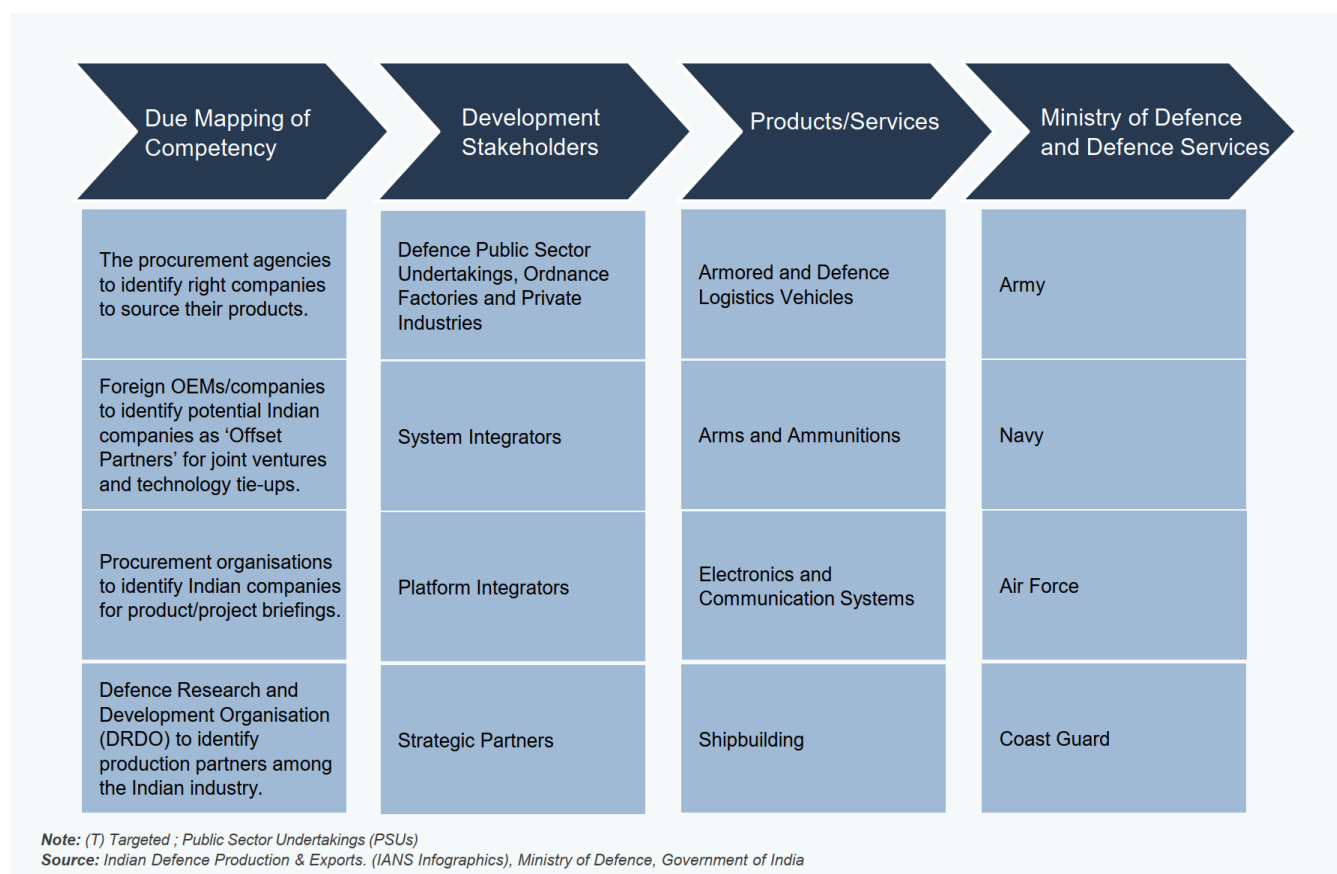 Due Mapping of
Competency
Development
Stakeholders
Products/Services
Ministry of Defence
and Defence Services
The procurement agencies
to identify right companies
to source their products.
Defence Public Sector
Undertakings, Ordnance
Factories and Private
Industries
Armored and Defence
Logistics Vehicles
Army
Foreign OEMs/companies
to identify potential Indian
companies as ‘Offset
Partners’ for joint ventures
and technology tie-ups.
System Integrators
Arms and Ammunitions
Navy
Procurement organisations
to identify Indian companies
for product/project briefings.
Platform Integrators
Electronics and
Communication Systems
Air Force
Defence Research and
Development Organisation
(DRDO) to identify
production partners among
the Indian industry.
Strategic Partners
Shipbuilding
Coast Guard
Note: (T) Targeted ; Public Sector Undertakings (PSUs)
Source: Indian Defence Production & Exports. (IANS Infographics), Ministry of Defence, Government of India